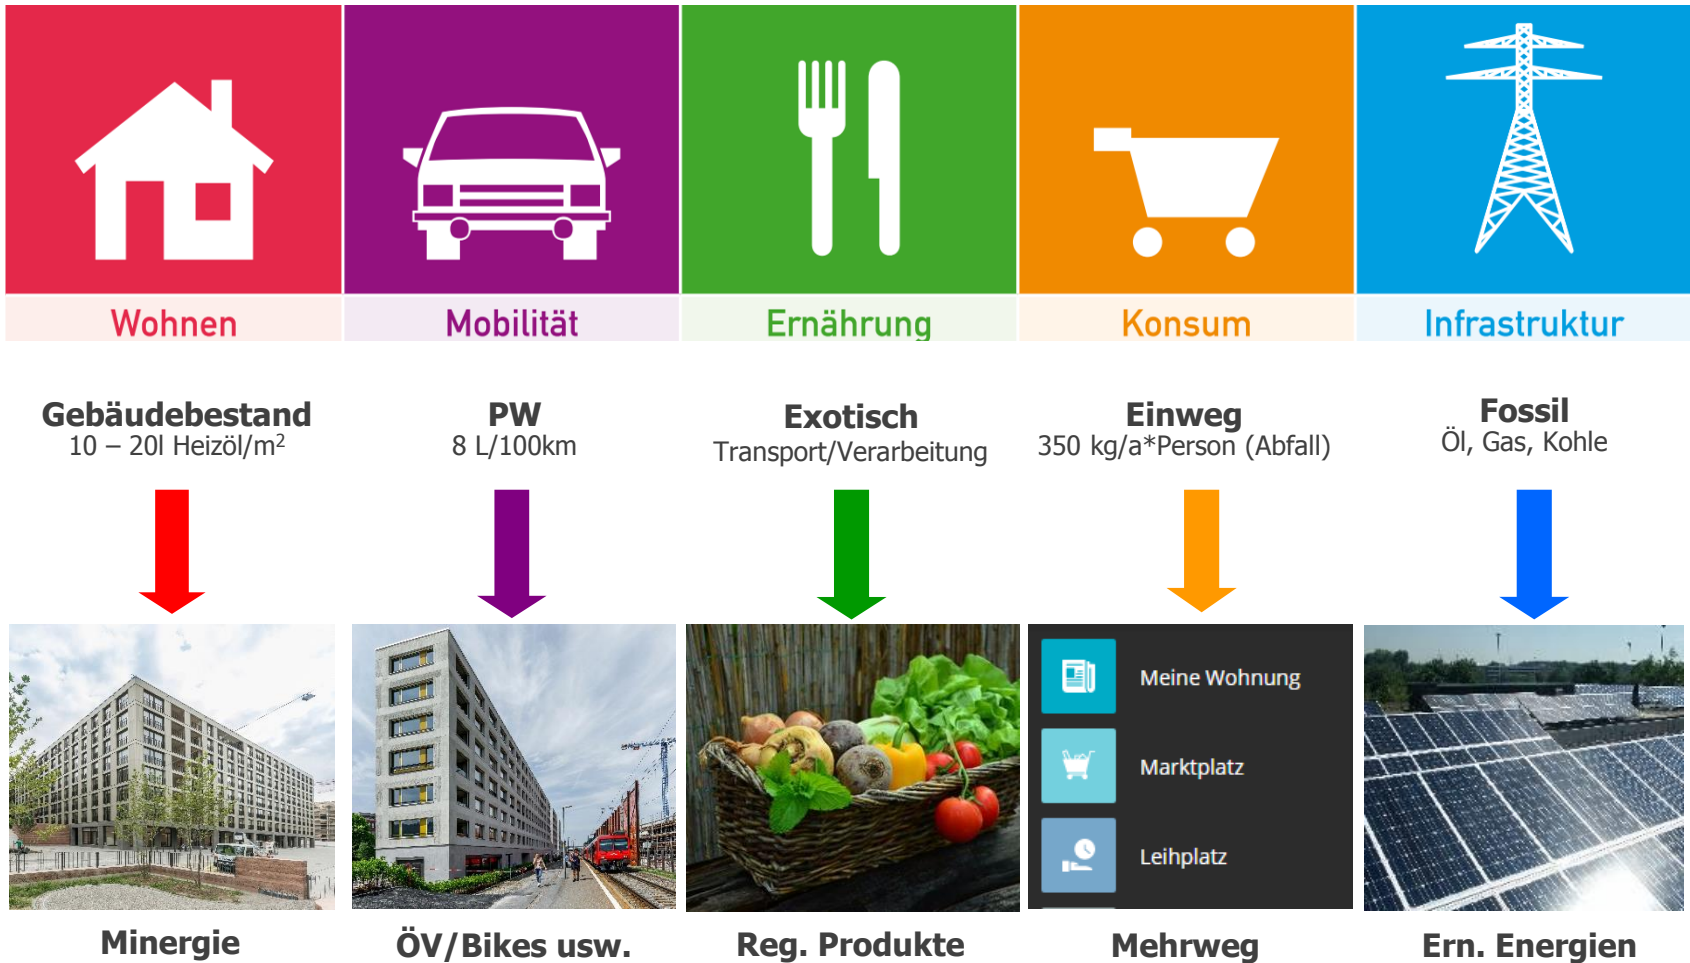 Wohnen
Mobilität
Ernährung
Konsum
Infrastruktur
Gebäudebestand
10 – 20l Heizöl/m²
PW
8 L/100km
Exotisch
Transport/Verarbeitung
Einweg
350 kg/a*Person (Abfall)
Fossil
Öl, Gas, Kohle
Meine Wohnung
Marktplatz
Leihplatz
Minergie
ÖV/Bikes usw.
Reg. Produkte
Mehrweg
Ern. Energien